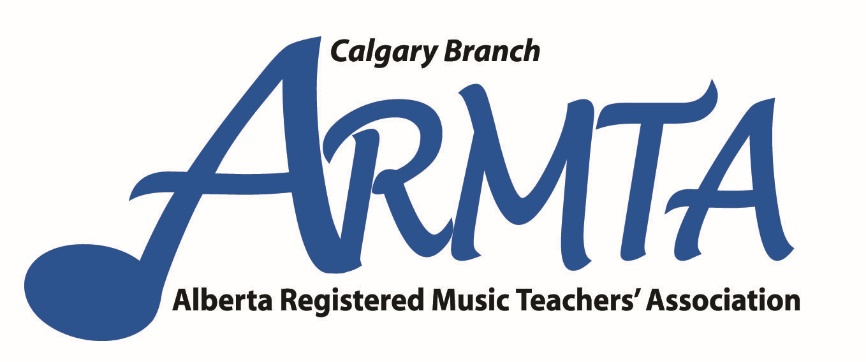 Calgary Branch
ARMTA
Alberta Registered Music Teachers' Association